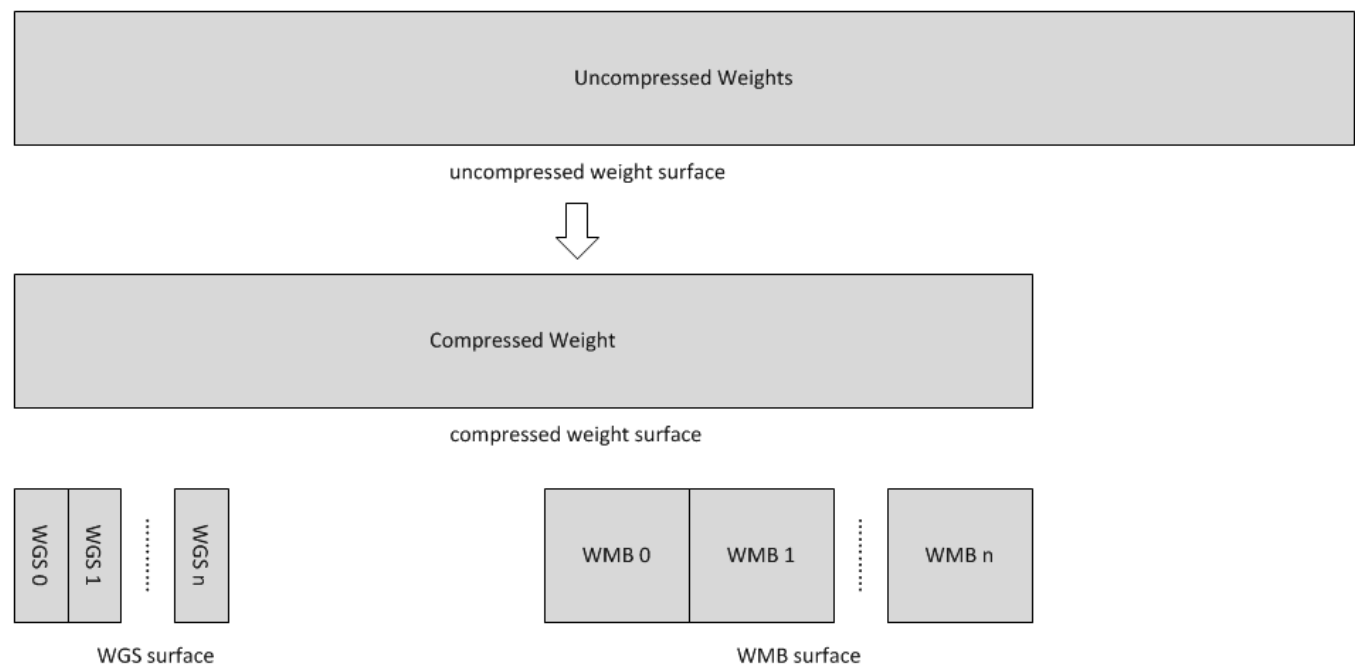 Uncompressed Weights
uncompressed weight surface
Compressed Weight
compressed weight surface
WGS 0
WGS 1
WGS n
WMB 0
WMB 1
WMB n
WGS surface
WMB surface